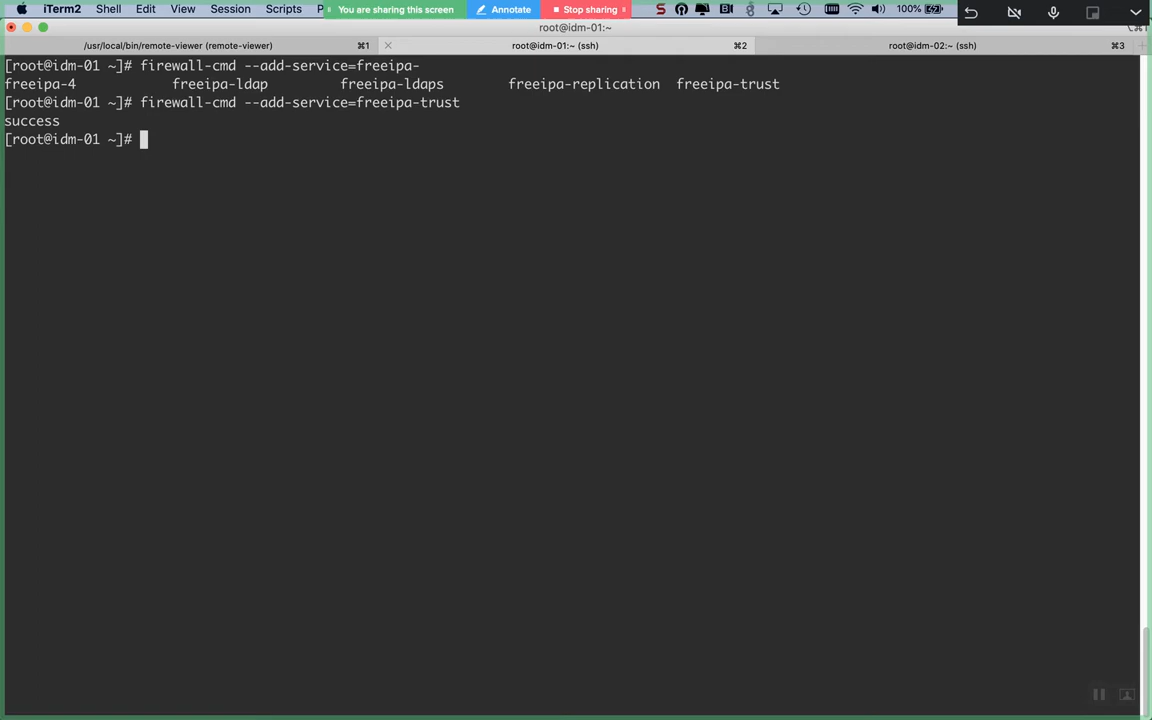 iTerm2 Shell Edit View Session Scripts P You are sharing this screen Annotate Stop sharing S 100%
root@idm-01:~
/usr/local/bin/remote-viewer (remote-viewer) ⌘1 root@idm-01:~ (ssh) ⌘2 root@idm-02:~ (ssh) ⌘3
[root@idm-01 ~]# firewall-cmd --add-service=freeipa-
freeipa-4 freeipa-ldap freeipa-ldaps freeipa-replication freeipa-trust
[root@idm-01 ~]# firewall-cmd --add-service=freeipa-trust
success
[root@idm-01 ~]#